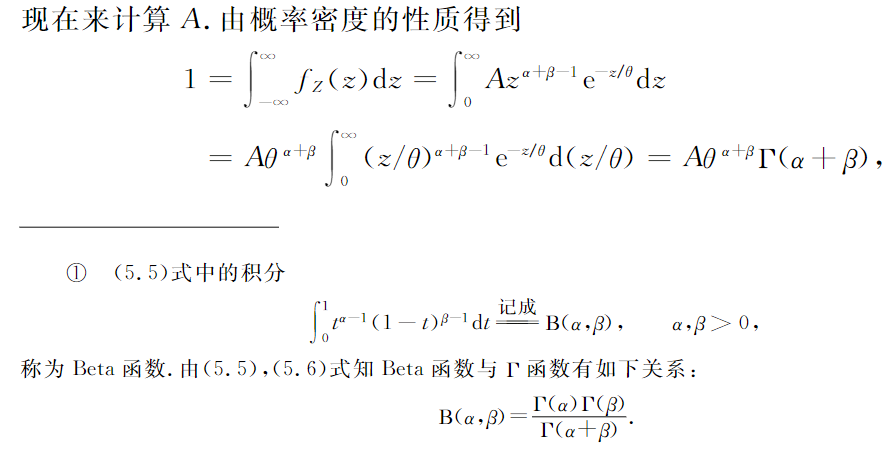 现在来计算 A.由概率密度的性质得到
1 = ∫_{-∞}^{∞} f_Z(z)dz = ∫_0^∞ Az^{α+β-1} e^{-z/θ}dz
= Aθ^{α+β} ∫_0^∞ (z/θ)^{α+β-1} e^{-z/θ}d(z/θ) = Aθ^{α+β}Γ(α+β),
① (5.5)式中的积分
∫_0^1 t^{α-1}(1-t)^{β-1}dt \xlongequal{记成} B(α,β), α,β>0,
称为 Beta 函数.由(5.5),(5.6)式知 Beta 函数与 Γ 函数有如下关系:
B(α,β)=\frac{Γ(α)Γ(β)}{Γ(α+β)}.